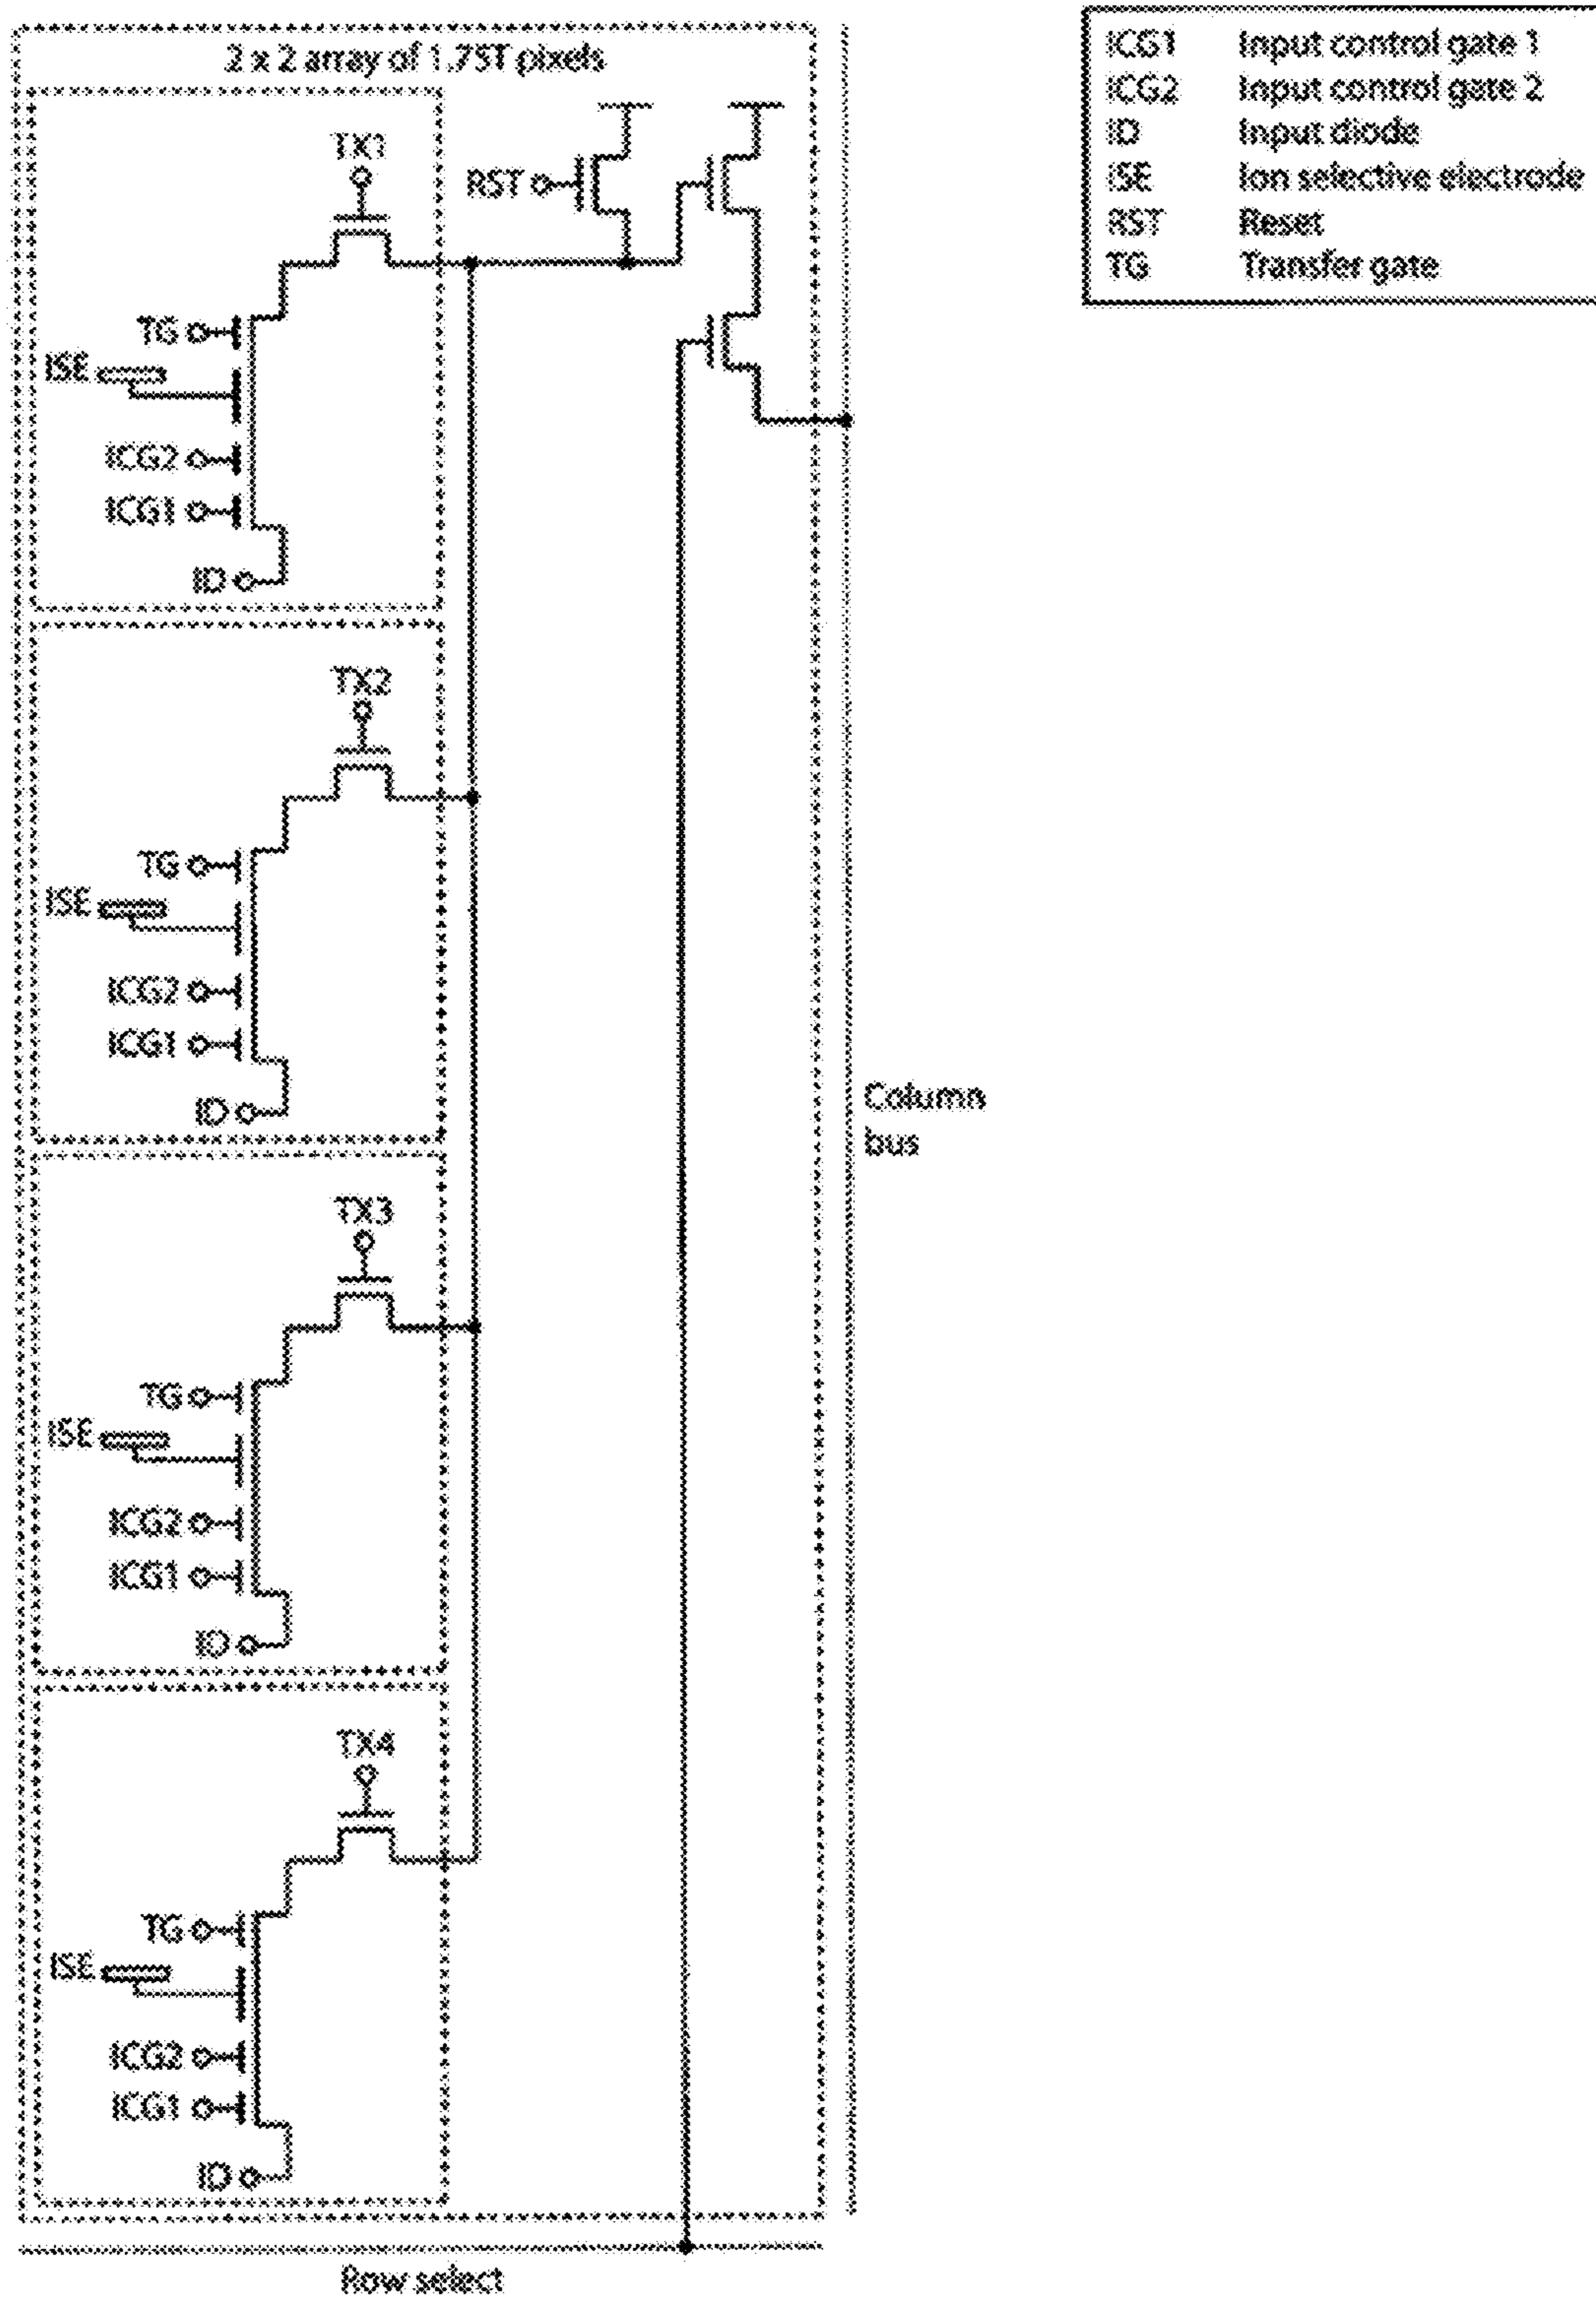 2 x 2 array of 1.75T pixels
TX1
RST
TG
ISE
ICG2
ICG1
ID
TX2
TG
ISE
ICG2
ICG1
ID
TX3
TG
ISE
ICG2
ICG1
ID
TX4
TG
ISE
ICG2
ICG1
ID
Column
bus
Row select
ICG1 Input control gate 1
ICG2 Input control gate 2
ID Input diode
ISE Ion selective electrode
RST Reset
TG Transfer gate